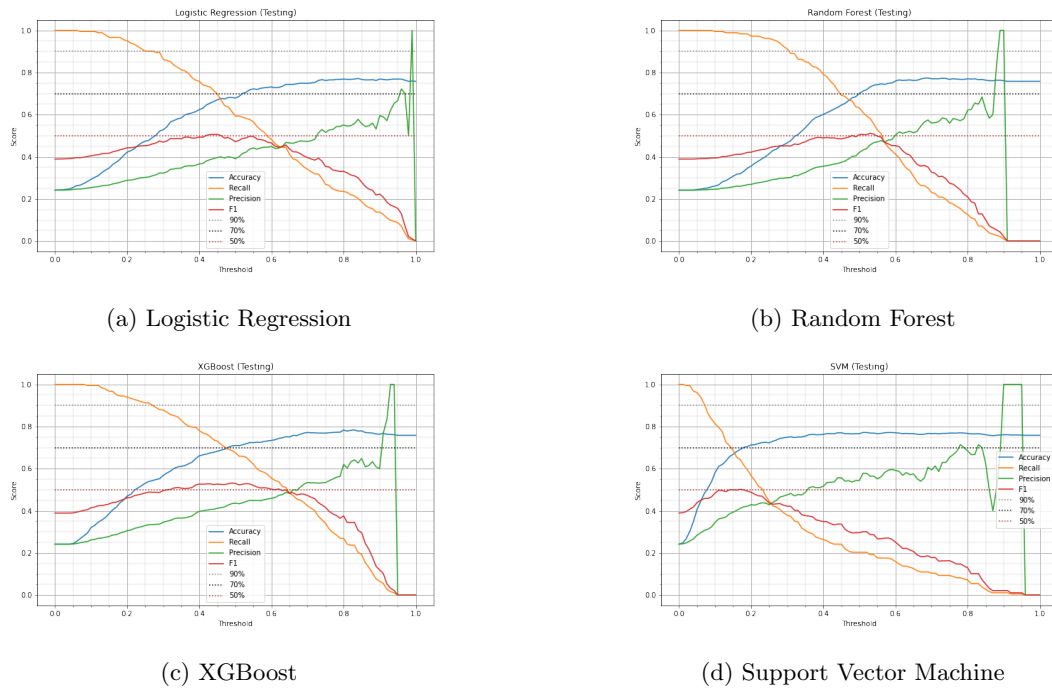 Logistic Regression (Testing)
1.0
0.8
0.6
0.4
0.2
0.0
Score
Accuracy
Recall
Precision
F1
90%
70%
50%
0.0 0.2 0.4 0.6 0.8 1.0
Threshold
(a) Logistic Regression
Random Forest (Testing)
1.0
0.8
0.6
0.4
0.2
0.0
Score
Accuracy
Recall
Precision
F1
90%
70%
50%
0.0 0.2 0.4 0.6 0.8 1.0
Threshold
(b) Random Forest
XGBoost (Testing)
1.0
0.8
0.6
0.4
0.2
0.0
Score
Accuracy
Recall
Precision
F1
90%
70%
50%
0.0 0.2 0.4 0.6 0.8 1.0
Threshold
(c) XGBoost
SVM (Testing)
1.0
0.8
0.6
0.4
0.2
0.0
Score
Accuracy
Recall
Precision
F1
90%
70%
50%
0.0 0.2 0.4 0.6 0.8 1.0
Threshold
(d) Support Vector Machine